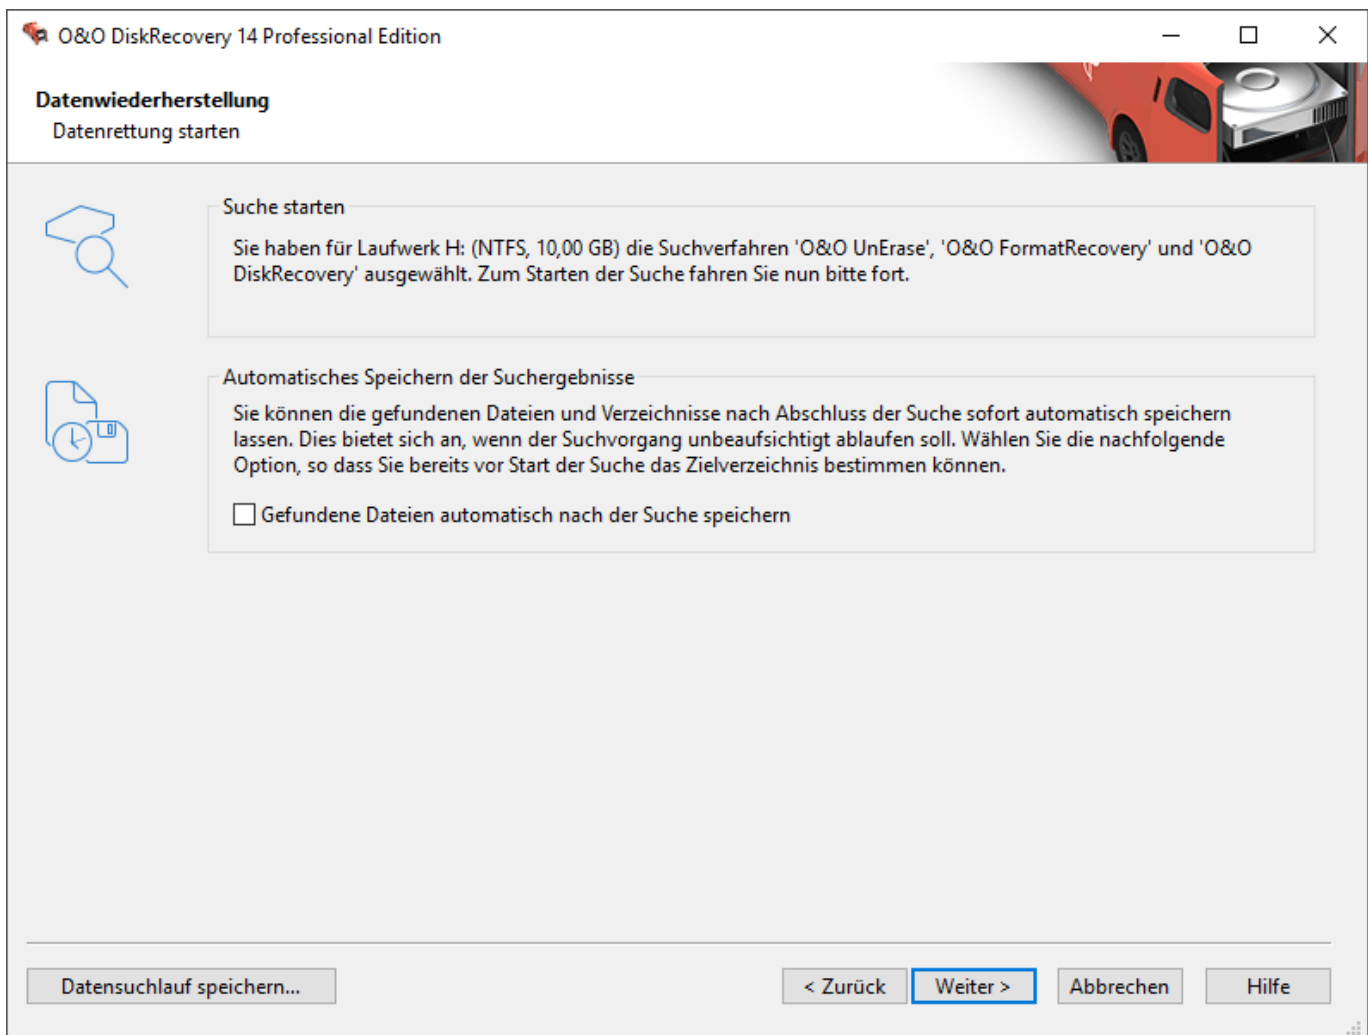 O&O DiskRecovery 14 Professional Edition
Datenwiederherstellung
Datenrettung starten
Suche starten
Sie haben für Laufwerk H: (NTFS, 10,00 GB) die Suchverfahren 'O&O UnErase', 'O&O FormatRecovery' und 'O&O
DiskRecovery' ausgewählt. Zum Starten der Suche fahren Sie nun bitte fort.
Automatisches Speichern der Suchergebnisse
Sie können die gefundenen Dateien und Verzeichnisse nach Abschluss der Suche sofort automatisch speichern
lassen. Dies bietet sich an, wenn der Suchvorgang unbeaufsichtigt ablaufen soll. Wählen Sie die nachfolgende
Option, so dass Sie bereits vor Start der Suche das Zielverzeichnis bestimmen können.
Gefundene Dateien automatisch nach der Suche speichern
Datensuchlauf speichern...
< Zurück
Weiter >
Abbrechen
Hilfe